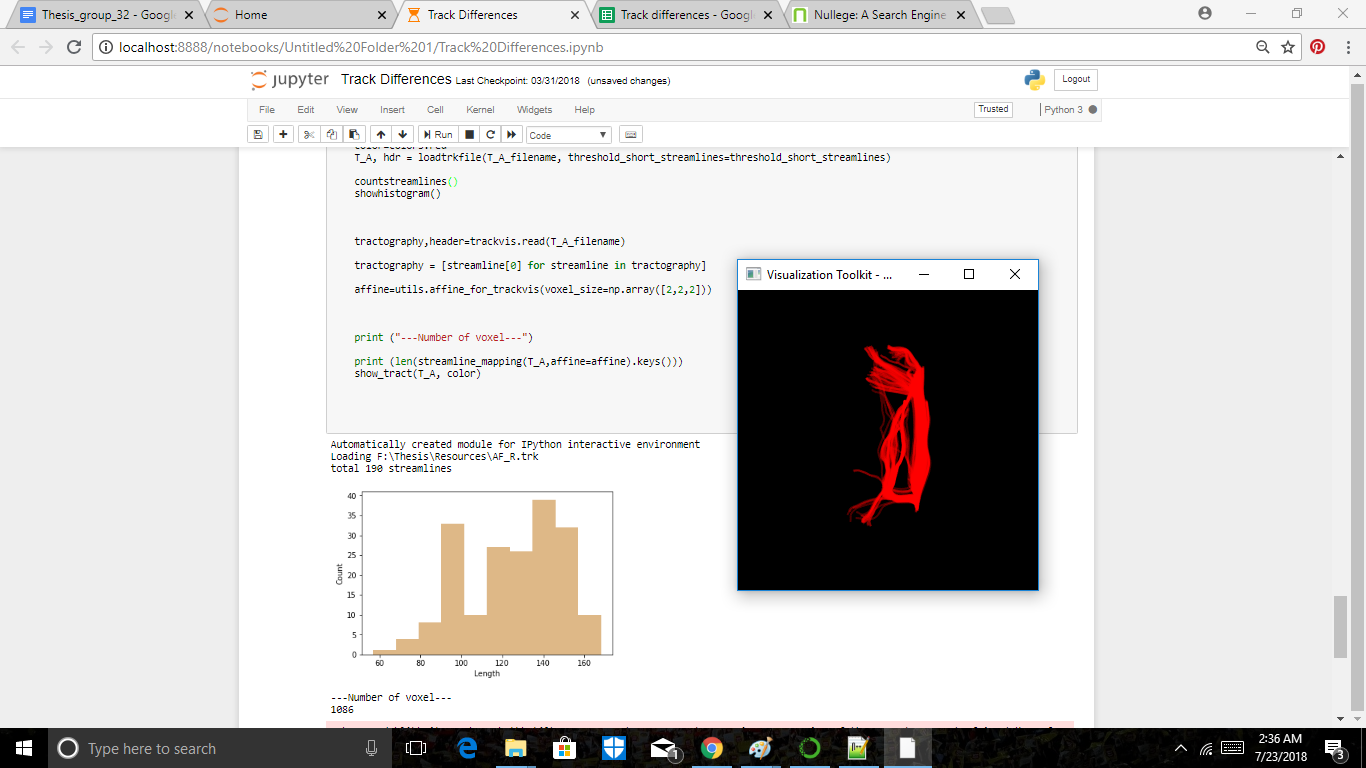 Thesis_group_32 - Google
Home
Track Differences
Track differences - Google
Nullege: A Search Engine
localhost:8888/notebooks/Untitled%20Folder%201/Track%20Differences.ipynb
jupyter Track Differences Last Checkpoint: 03/31/2018 (unsaved changes)
Logout
File Edit View Insert Cell Kernel Widgets Help
Trusted
Python 3
Run
Code
T_A, hdr = loadtrkfile(T_A_filename, threshold_short_streamlines=threshold_short_streamlines)
countstreamlines()
showhistogram()
tractography,header=trackvis.read(T_A_filename)
tractography = [streamline[0] for streamline in tractography]
affine=utils.affine_for_trackvis(voxel_size=np.array([2,2,2]))
print ("---Number of voxel---")
print (len(streamline_mapping(T_A,affine=affine).keys()))
show_tract(T_A, color)
Visualization Toolkit - ...
Automatically created module for IPython interactive environment
Loading F:\Thesis\Resources\AF_R.trk
total 190 streamlines
40
35
30
25
20
15
10
5
0
Count
60 80 100 120 140 160
Length
---Number of voxel---
1086
Type here to search
1
2:36 AM
7/23/2018
3